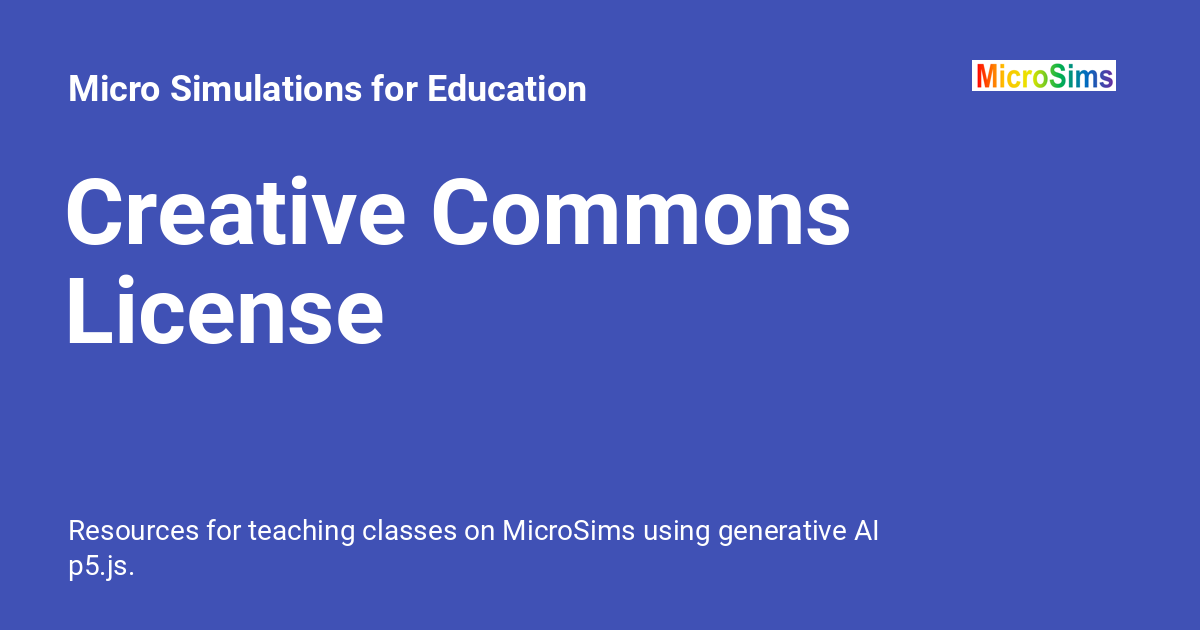 Micro Simulations for Education
MicroSims
Creative Commons
License
Resources for teaching classes on MicroSims using generative AI
p5.js.